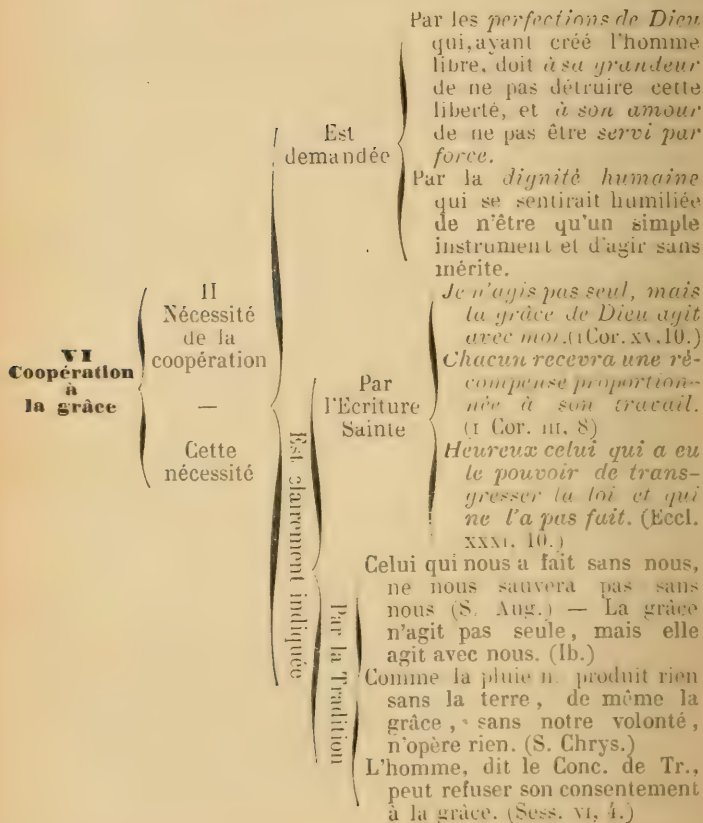 VI
Coopération
à
la grâce
II
Nécessité
de la
coopération
—
Cette
nécessité
Est
demandée
Par les perfections de Dieu
qui, ayant créé l'homme
libre, doit à sa grandeur
de ne pas détruire cette
liberté, et à son amour
de ne pas être servi par
force.
Par la dignité humaine
qui se sentirait humiliée
de n'être qu'un simple
instrument et d'agir sans
mérite.
Est clairement indiquée
Par
l'Ecriture
Sainte
Je n'agis pas seul, mais
la grâce de Dieu agit
avec moi. (I Cor. XV, 10.)
Chacun recevra une ré-
compense proportion-
née à son travail.
(I Cor. III, 8)
Heureux celui qui a eu
le pouvoir de trans-
gresser la loi et qui
ne l'a pas fait. (Eccl.
XXXI, 10.)
Par la Tradition
Celui qui nous a fait sans nous,
ne nous sauvera pas sans
nous (S. Aug.) — La grâce
n'agit pas seule, mais elle
agit avec nous. (Ib.)
Comme la pluie n. produit rien
sans la terre, de même la
grâce, sans notre volonté,
n'opère rien. (S. Chrys.)
L'homme, dit le Conc. de Tr.,
peut refuser son consentement
à la grâce. (Sess. VI, 4.)